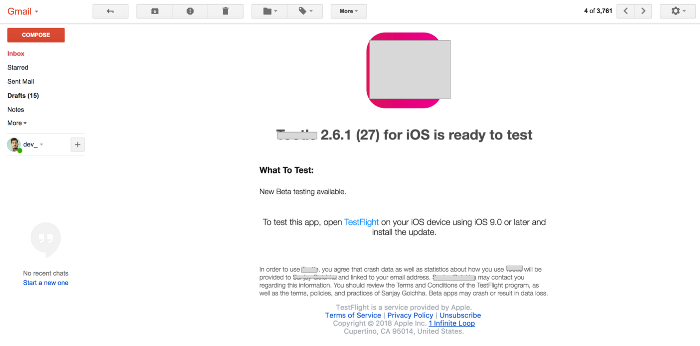 Gmail
More
4 of 3,761
COMPOSE
Inbox
Starred
Sent Mail
Drafts (15)
Notes
More
dev_
No recent chats
Start a new one
2.6.1 (27) for iOS is ready to test
What To Test:
New Beta testing available.
To test this app, open TestFlight on your iOS device using iOS 9.0 or later and
install the update.
In order to use , you agree that crash data as well as statistics about how you use will be
provided to and linked to your email address. may contact you
regarding this information. You should review the Terms and Conditions of the TestFlight program, as
well as the terms, policies, and practices of Sanjay Golchha. Beta apps may crash or result in data loss.
TestFlight is a service provided by Apple.
Terms of Service | Privacy Policy | Unsubscribe
Copyright © 2018 Apple Inc. 1 Infinite Loop
Cupertino, CA 95014, United States.